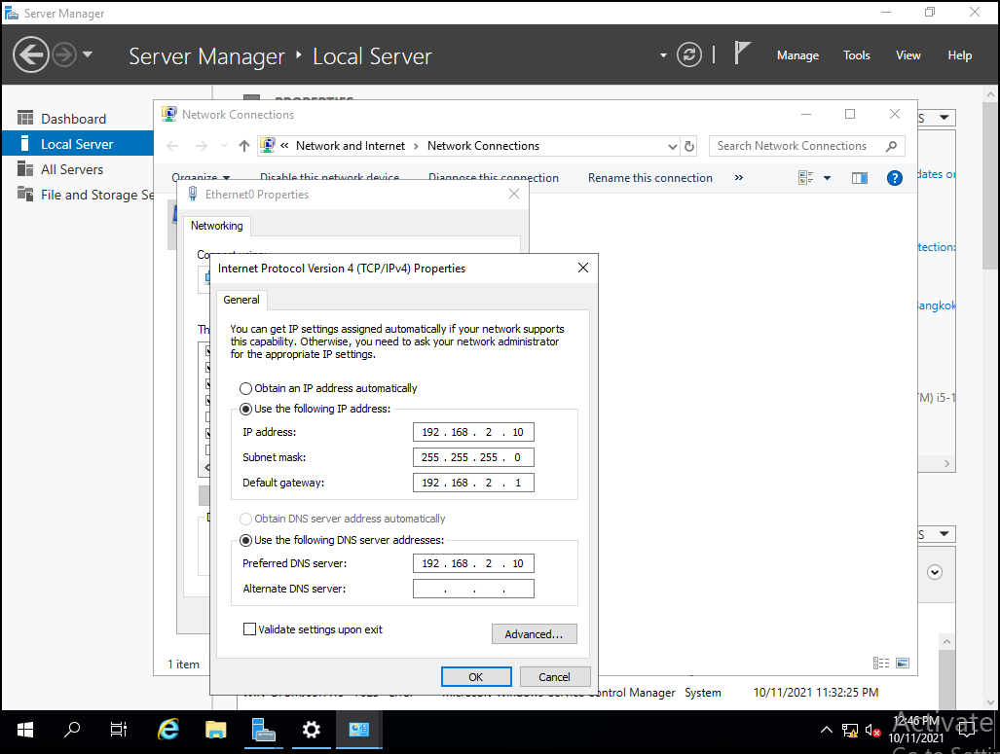 Server Manager
Server Manager ‣ Local Server
Manage Tools View Help
Dashboard
Local Server
All Servers
File and Storage Se
PROPERTIES
Network Connections
« Network and Internet › Network Connections
Search Network Connections
Organize Disable this network device Diagnose this connection Rename this connection »
dates or
tection:
Bangkok
TM) i5-1
Ethernet0 Properties
Networking
Connect using:
Th
Internet Protocol Version 4 (TCP/IPv4) Properties
General
You can get IP settings assigned automatically if your network supports
this capability. Otherwise, you need to ask your network administrator
for the appropriate IP settings.
Obtain an IP address automatically
Use the following IP address:
IP address: 192 . 168 . 2 . 10
Subnet mask: 255 . 255 . 255 . 0
Default gateway: 192 . 168 . 2 . 1
Obtain DNS server address automatically
Use the following DNS server addresses:
Preferred DNS server: 192 . 168 . 2 . 10
Alternate DNS server: . . .
Validate settings upon exit
Advanced...
OK Cancel
1 item
ontrol Manager System 10/11/2021 11:32:25 PM
12:46 PM
10/11/2021
Activate